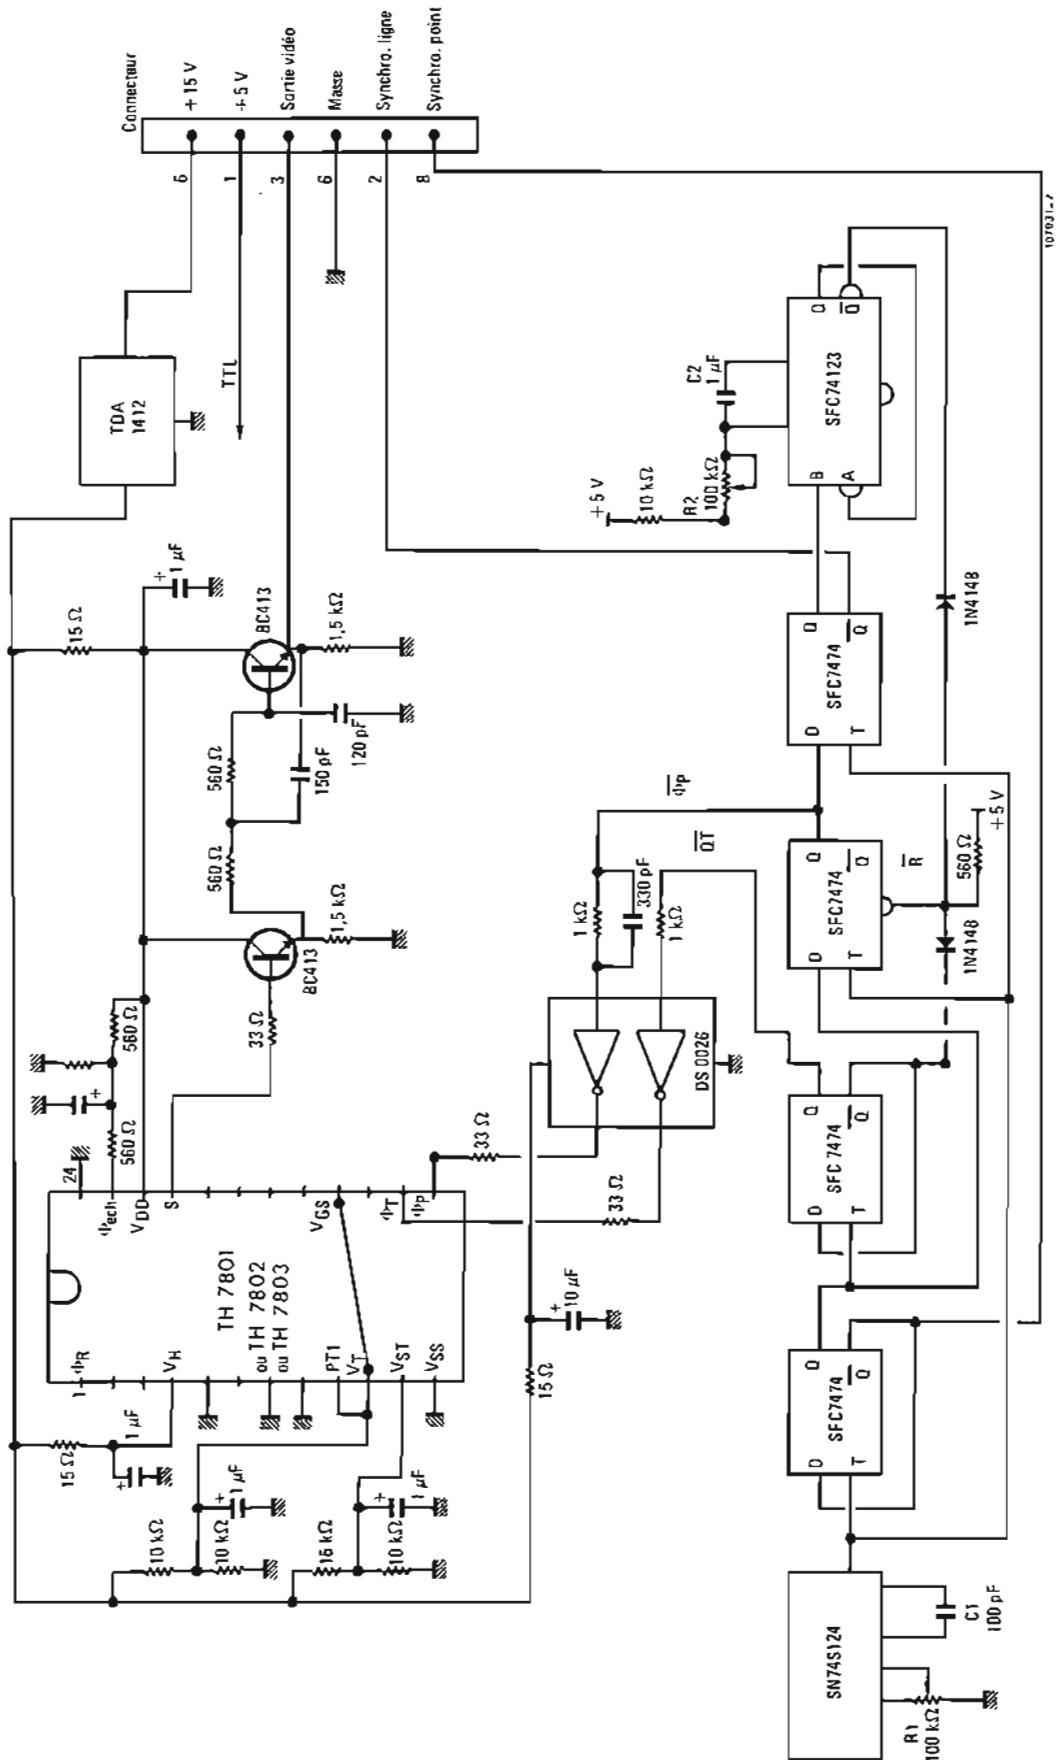 Connecteur
+ 15 V
+ 5 V
Sortie vidéo
Masse
Synchro. ligne
Synchro. point
6
1
3
6
2
8
TDA
1412
TTL
15 Ω
+
1 μF
BC413
1,5 kΩ
560 Ω
150 pF
120 pF
560 Ω
BC413
1,5 kΩ
33 Ω
560 Ω
+
560 Ω
24
Φech
VDD
S
VGS
ΦT
ΦP
TH 7801
ou TH 7802
ou TH 7803
1
ΦR
VH
PT1
VT
VST
VSS
15 Ω
1 μF
+
10 kΩ
10 kΩ
+
1 μF
16 kΩ
10 kΩ
+
1 μF
33 Ω
33 Ω
15 Ω
+
10 μF
DS 0026
1 kΩ
330 pF
1 kΩ
Φ̅P̅
Q̅T̅
+ 5 V
10 kΩ
R2
100 kΩ
C2
1 μF
SFC74123
B
A
Q
Q̅
SFC7474
D
T
Q
Q̅
SFC7474
D
T
Q
Q̅
R̅
560 Ω
+ 5 V
1N4148
1N4148
SFC 7474
D
T
Q
Q̅
SFC7474
D
T
Q
Q̅
SN74S124
R1
100 kΩ
C1
100 pF